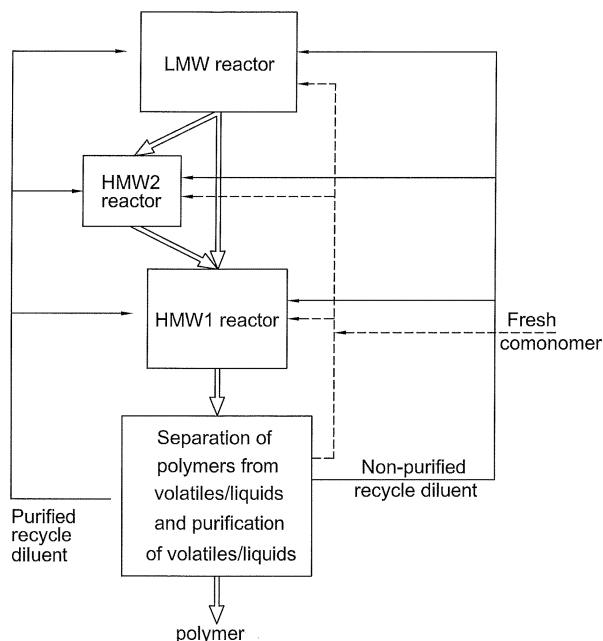 LMW reactor
HMW2
reactor
HMW1 reactor
Fresh
comonomer
Separation of
polymers from
volatiles/liquids
and purification
of volatiles/liquids
Non-purified
recycle diluent
Purified
recycle
diluent
polymer